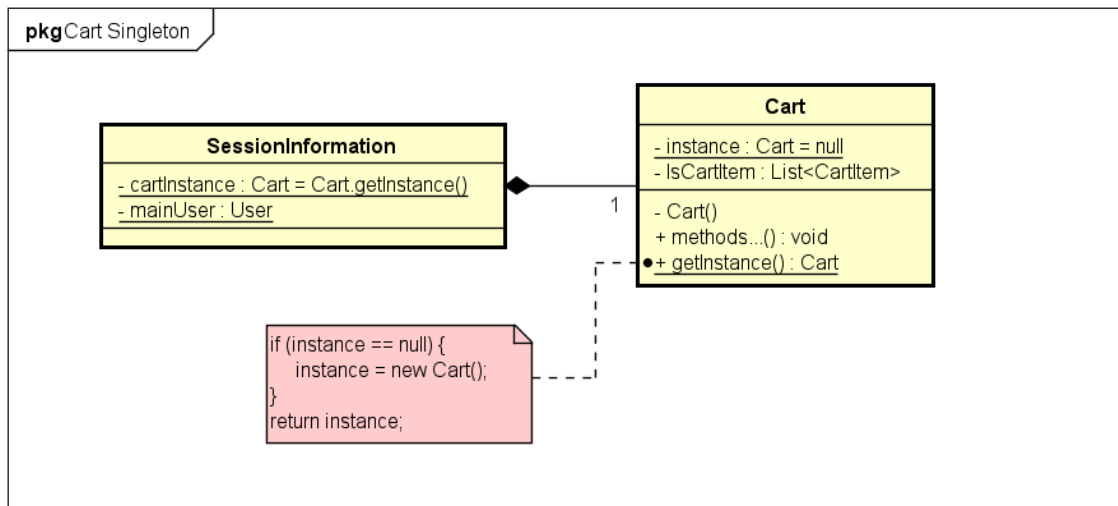 pkg Cart Singleton
SessionInformation
- cartInstance : Cart = Cart.getInstance()
- mainUser : User
1
Cart
- instance : Cart = null
- lsCartItem : List<CartItem>
- Cart()
+ methods...() : void
+ getInstance() : Cart
if (instance == null) {
instance = new Cart();
}
return instance;